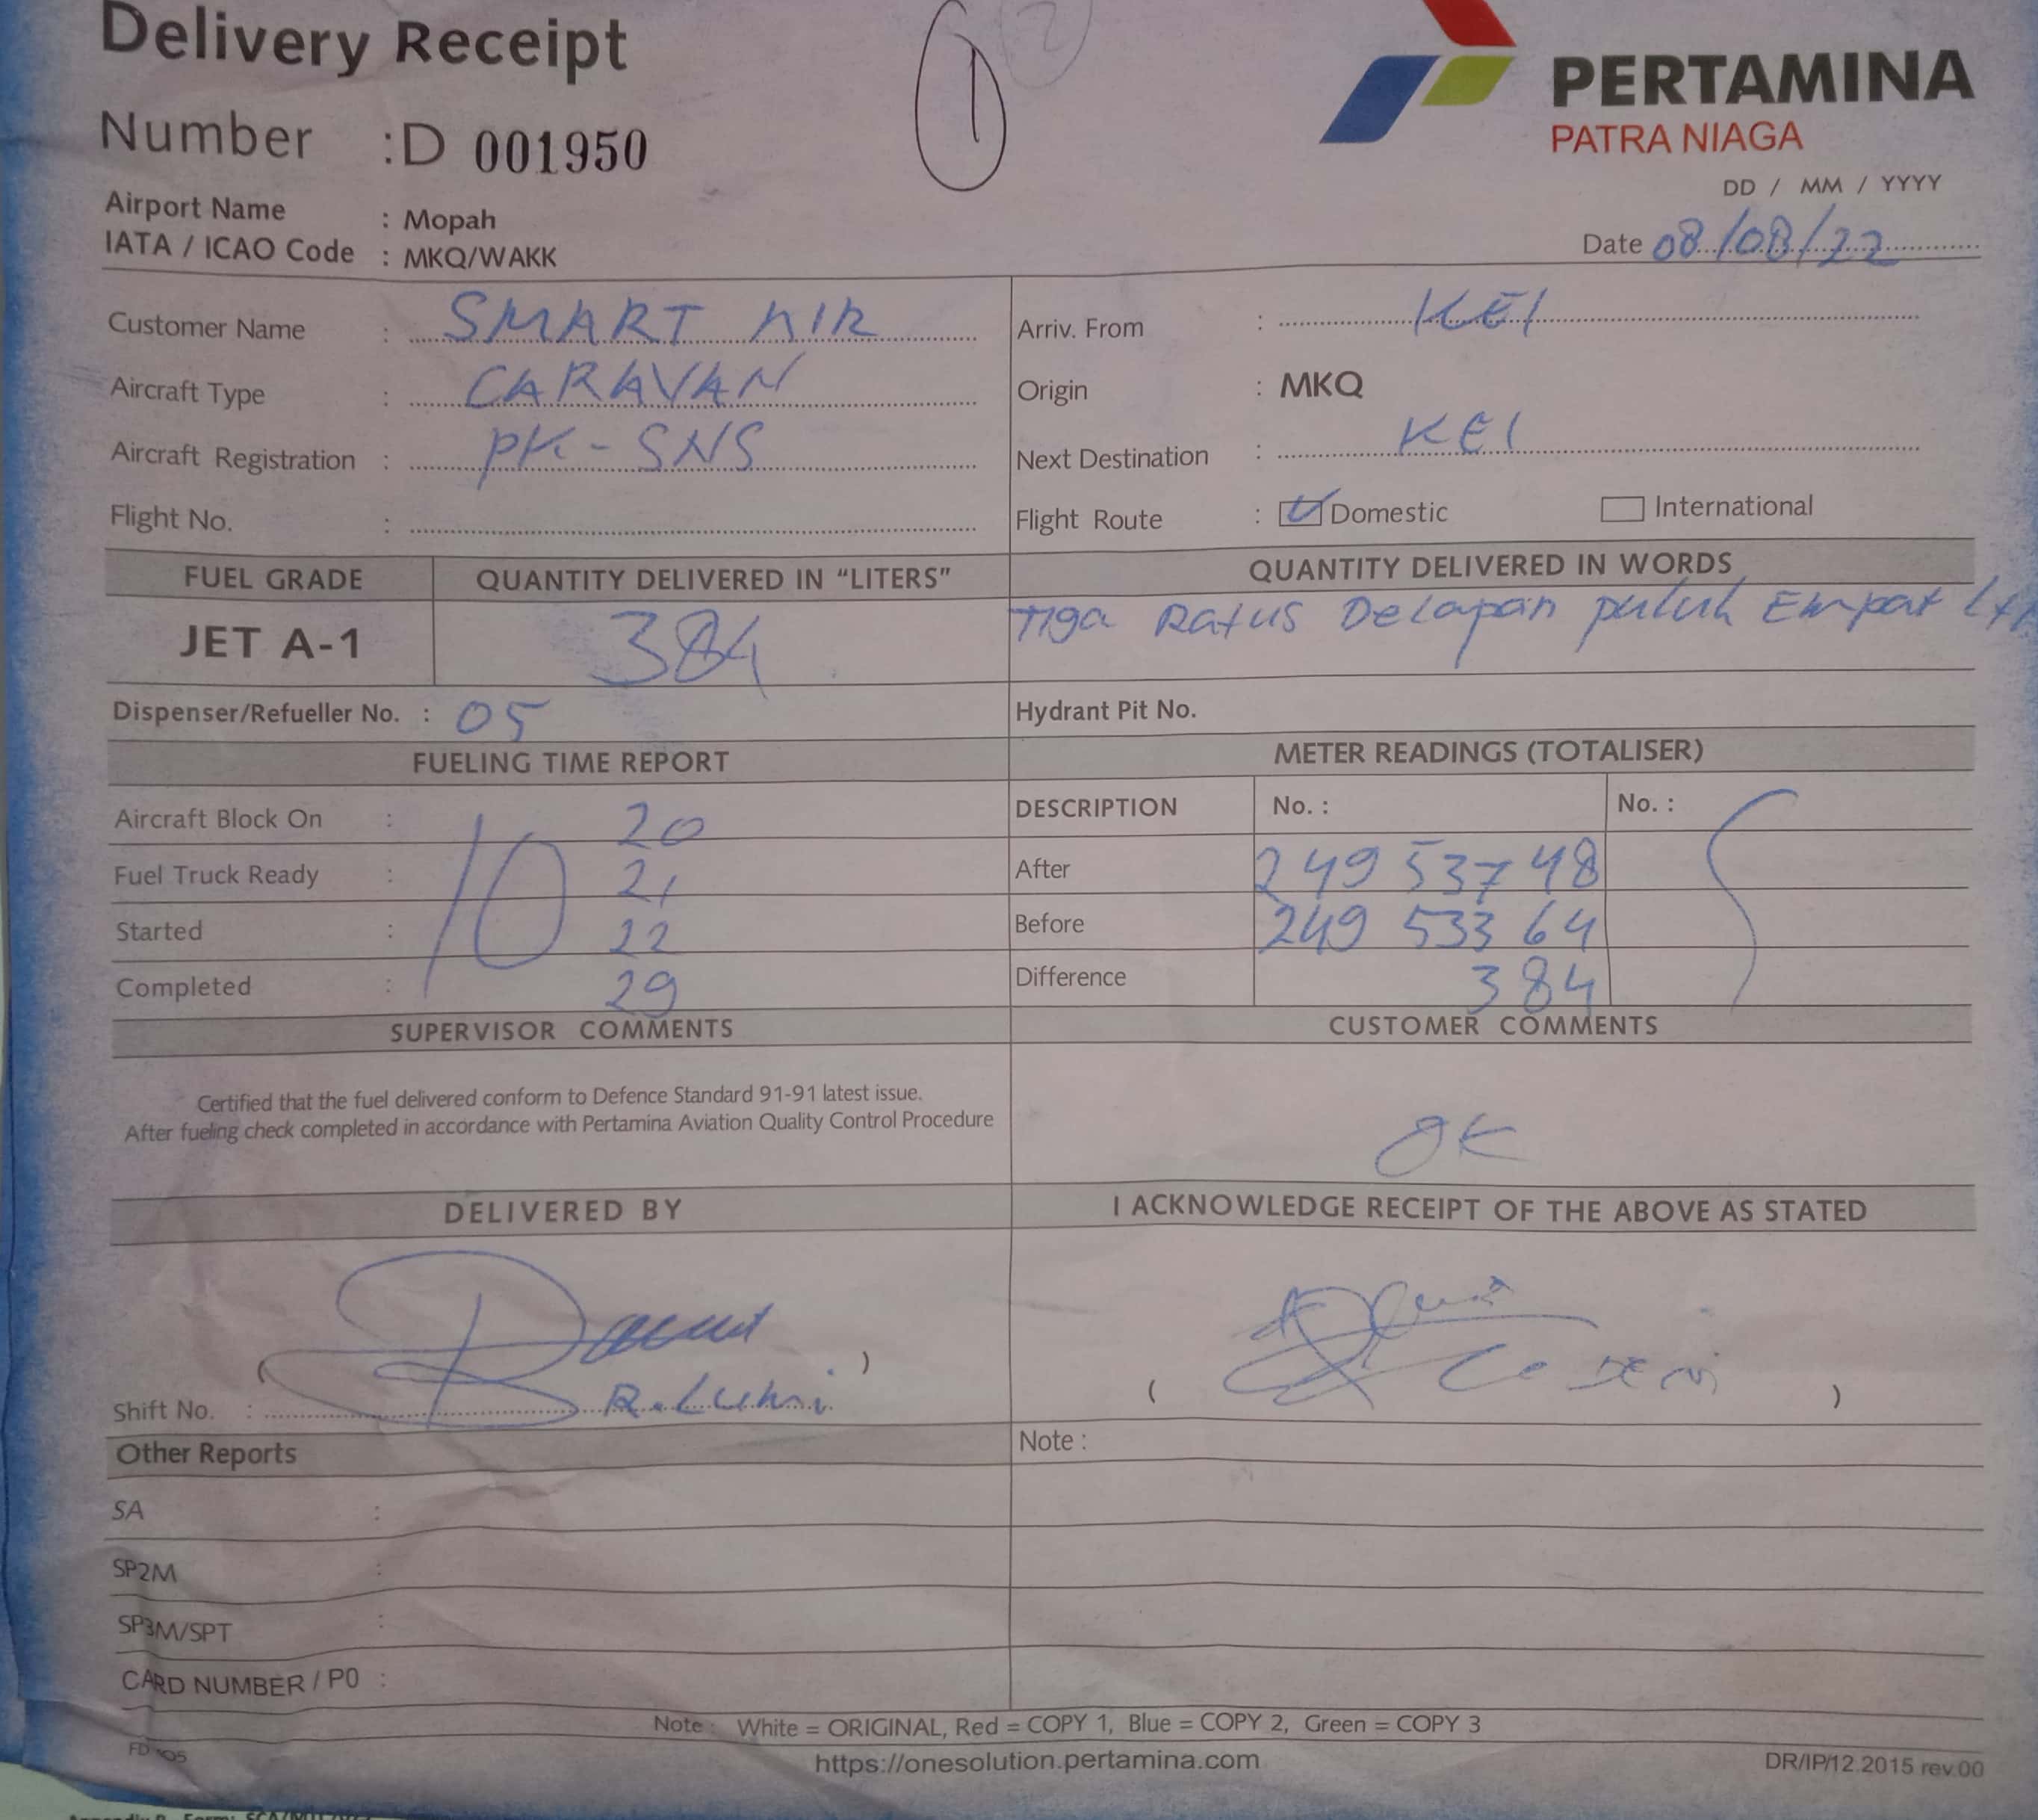 Delivery Receipt
Number : D 001950
1
2
PERTAMINA
PATRA NIAGA
DD / MM / YYYY
Airport Name : Mopah
IATA / ICAO Code : MKQ/WAKK
Date 08/08/22
Customer Name : SMART AIR
Aircraft Type : CARAVAN
Aircraft Registration : PK-SNS
Flight No. :
Arriv. From : KEI
Origin : MKQ
Next Destination : KEI
Flight Route : Domestic International
FUEL GRADE QUANTITY DELIVERED IN "LITERS" QUANTITY DELIVERED IN WORDS
JET A-1 384 Tiga Ratus Delapan puluh Empat Ltr.
Dispenser/Refueller No. : 05 Hydrant Pit No.
FUELING TIME REPORT
Aircraft Block On : 20
Fuel Truck Ready : 10 21
Started : 22
Completed : 29
METER READINGS (TOTALISER)
DESCRIPTION No. : No. :
After 249 537 48
Before 249 533 64
Difference 384
SUPERVISOR COMMENTS
Certified that the fuel delivered conform to Defence Standard 91-91 latest issue.
After fueling check completed in accordance with Pertamina Aviation Quality Control Procedure
CUSTOMER COMMENTS
OK
DELIVERED BY
( )
Shift No. :
I ACKNOWLEDGE RECEIPT OF THE ABOVE AS STATED
( )
Other Reports
SA :
SP2M :
SP3M/SPT :
CARD NUMBER / PO :
Note :
Note : White = ORIGINAL, Red = COPY 1, Blue = COPY 2, Green = COPY 3
https://onesolution.pertamina.com
DR/IP/12.2015 rev.00